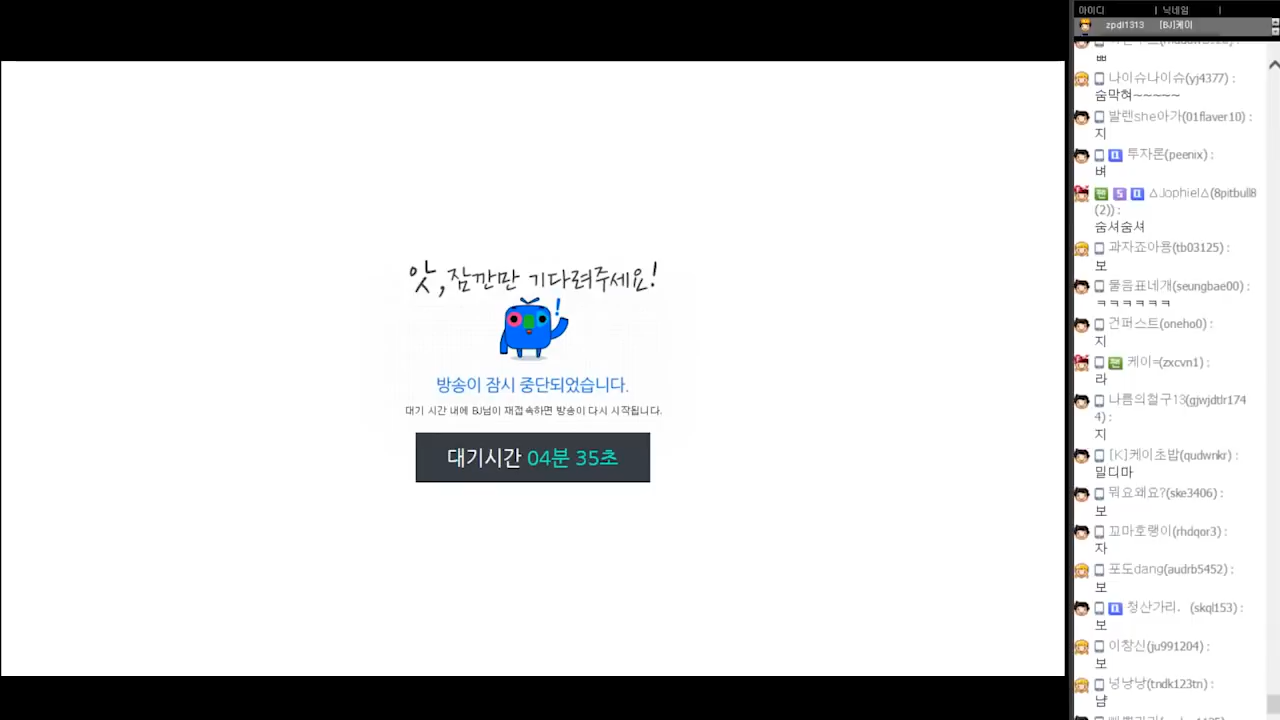 앗,잠깐만 기다려주세요!
방송이 잠시 중단되었습니다.
대기 시간 내에 BJ님이 재접속하면 방송이 다시 시작됩니다.
대기시간 04분 35초
아이디 | 닉네임 |
zpdl1313 [BJ]케이
ㅃ
나이슈나이슈(yj4377) :
숨막혀~~~~~
발렌she아가(01flaver10) :
지
투자론(peenix) :
벼
팬 S △Jophiel△(8pitbull8
(2)) :
숨셔숨셔
과자죠아용(tb03125) :
보
물음표네개(seungbae00) :
ㅋㅋㅋㅋㅋㅋ
건퍼스트(oneho0) :
지
팬 케이=(zxcvn1) :
라
나름의철구13(gjwjdtlr174
4) :
지
[K]케이초밥(qudwnkr) :
밀디마
뭐요왜요?(ske3406) :
보
꼬마호랭이(rhdqor3) :
자
포도dang(audrb5452) :
보
청산가리. (skql153) :
보
이창신(ju991204) :
보
넝낭낭(tndk123tn) :
냠